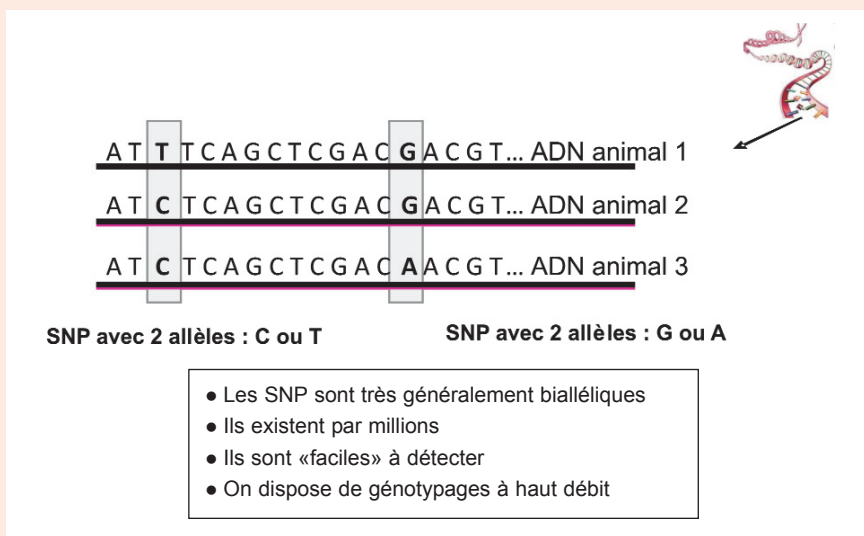 A T T T C A G C T C G A C G A C G T... ADN animal 1
A T C T C A G C T C G A C G A C G T... ADN animal 2
A T C T C A G C T C G A C A A C G T... ADN animal 3
SNP avec 2 allèles : C ou T
SNP avec 2 allèles : G ou A
● Les SNP sont très généralement bialléliques
● Ils existent par millions
● Ils sont «faciles» à détecter
● On dispose de génotypages à haut débit